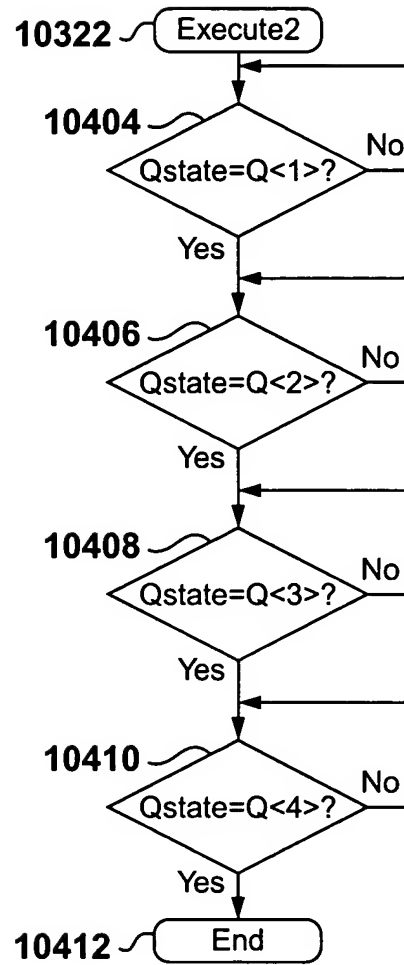 10322 Execute2
10404
Qstate=Q<1>? No
Yes
10406
Qstate=Q<2>? No
Yes
10408
Qstate=Q<3>? No
Yes
10410
Qstate=Q<4>? No
Yes
10412 End